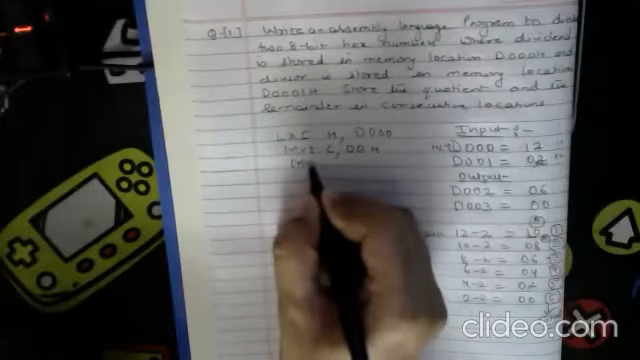 Q-[1] Write an assembly language Program to
two 8-bit hex numbers where dividend
is stored in memory location D000H and
divisor is stored in memory location
D0001H Store the quotient and the
remainder in consecutive locations
LXI H, D000
MVI C, 00H
Input :-
D000 = 12
D001 = 02
Output-
D002 = 06
D003 = 00
12-2 = 10
10-2 = 08
8-2 = 06
6-2 = 04
4-2 = 02
2-2 = 00
clideo.com